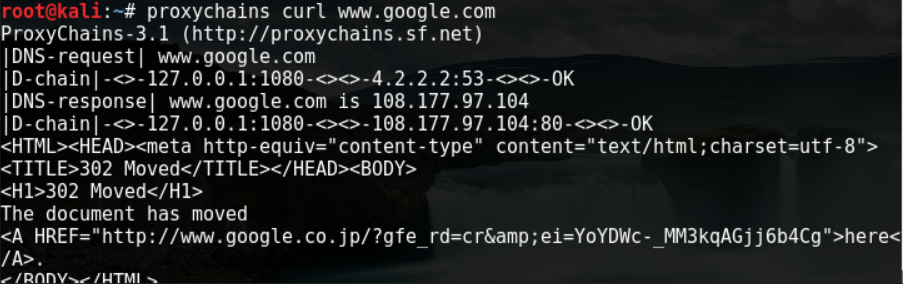 root@kali:~# proxychains curl www.google.com
ProxyChains-3.1 (http://proxychains.sf.net)
|DNS-request| www.google.com
|D-chain|-<>-127.0.0.1:1080-<><>-4.2.2.2:53-<><>-OK
|DNS-response| www.google.com is 108.177.97.104
|D-chain|-<>-127.0.0.1:1080-<><>-108.177.97.104:80-<><>-OK
<HTML><HEAD><meta http-equiv="content-type" content="text/html;charset=utf-8">
<TITLE>302 Moved</TITLE></HEAD><BODY>
<H1>302 Moved</H1>
The document has moved
<A HREF="http://www.google.co.jp/?gfe_rd=cr&amp;ei=YoYDWc-_MM3kqAGjj6b4Cg">here<
/A>.
</BODY></HTML>